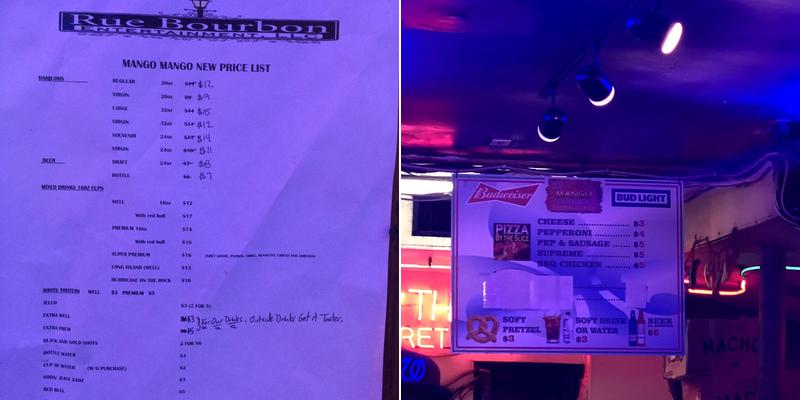 Rue Bourbon
ENTERTAINMENT, LLC
MANGO MANGO NEW PRICE LIST
DAIQUIRIS REGULAR 20oz $12
VIRGIN 20oz $9
LARGE 32oz $15
VIRGIN 32oz $12
SOUVENIR 24oz $14
VIRGIN 24oz $11
BEER DRAFT 24oz $8
BOTTLE $7
MIXED DRINKS 16OZ CUPS
WELL 16oz $12
With red bull $17
PREMIUM 16oz $14
With red bull $16
SUPER PREMIUM $16
LONG ISLAND (WELL) $12
HURRICANE ON THE ROCK $10
SHOTS TOOTERS WELL $3 PREMIUM $5
JELLO $3 (2 FOR 5)
EXTRA WELL $3 } For Our Drinks. Outside Drinks Get A Tooter.
EXTRA PREM $5
BLACK AND GOLD SHOTS 2 FOR $6
BOTTLE WATER $3
CUP OF WATER (W/O PURCHASE) $2
SODA/ JUICE 24OZ $3
RED BULL $5
Budweiser MANGO BUD LIGHT
PIZZA BY THE SLICE
CHEESE ............... $3
PEPPERONI ............ $4
PEP & SAUSAGE ..... $5
SUPREME .............. $5
BBQ CHICKEN .. $5
SOFT PRETZEL $3
SOFT DRINK OR WATER $3
BEER $6
TH
RET
NACHO